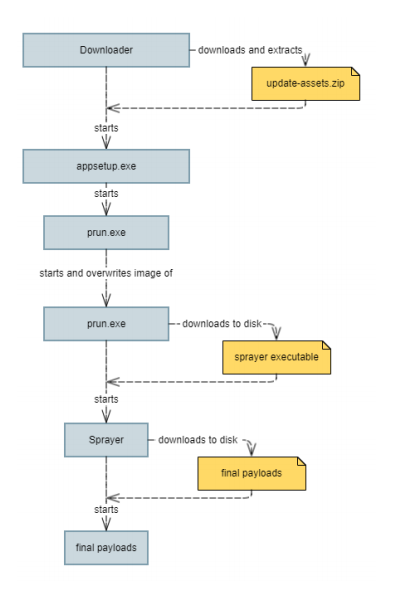 Downloader
downloads and extracts
update-assets.zip
starts
appsetup.exe
starts
prun.exe
starts and overwrites image of
prun.exe
downloads to disk
sprayer executable
starts
Sprayer
downloads to disk
final payloads
starts
final payloads